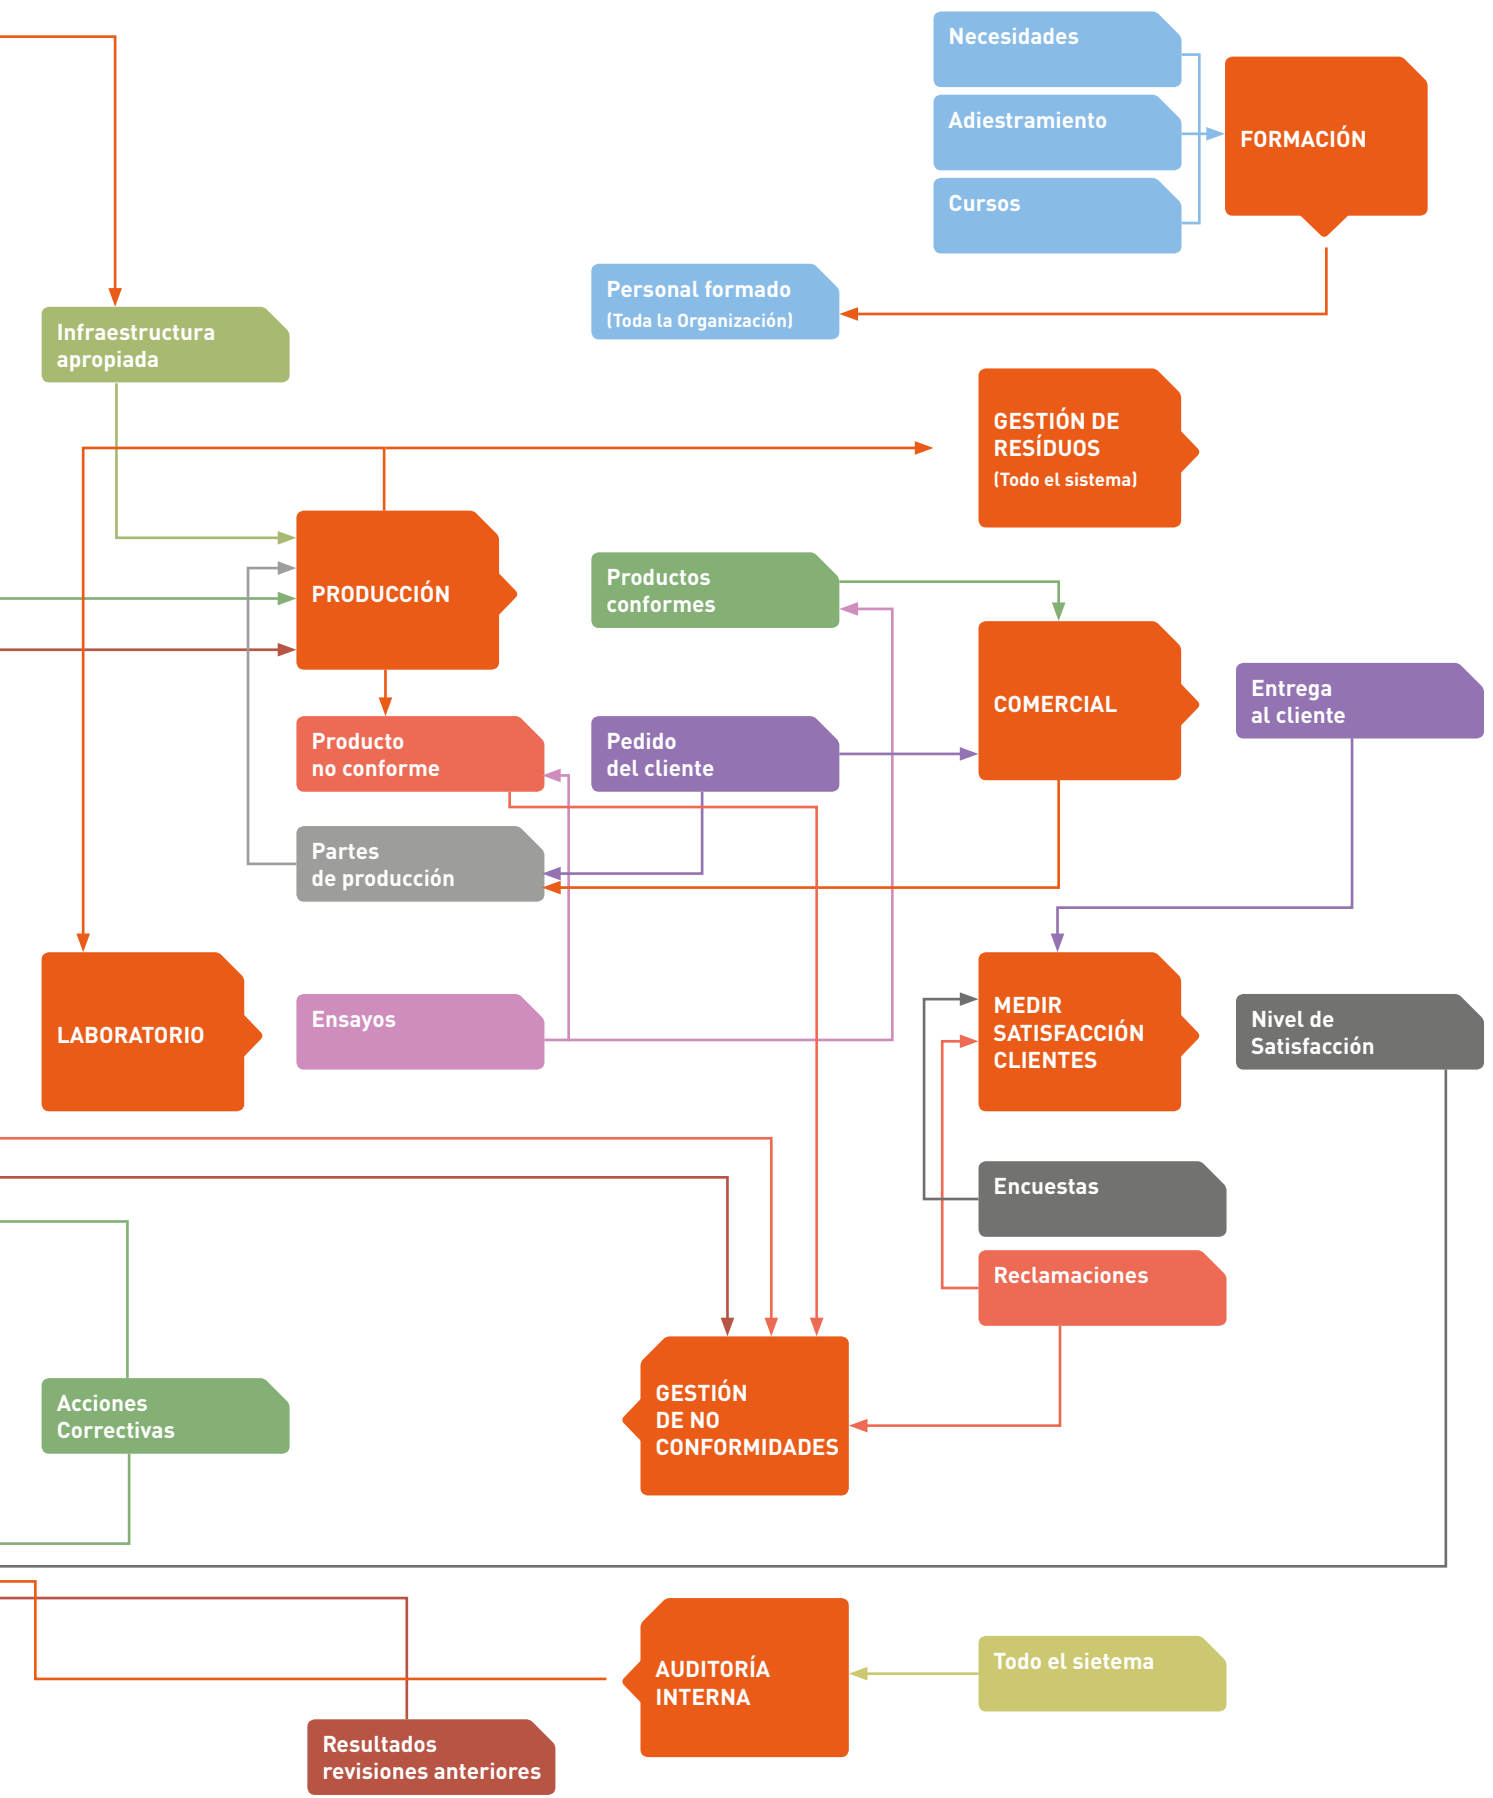 Necesidades
Adiestramiento
Cursos
FORMACIÓN
Personal formado
(Toda la Organización)
Infraestructura
apropiada
GESTIÓN DE
RESÍDUOS
(Todo el sistema)
PRODUCCIÓN
Productos
conformes
COMERCIAL
Entrega
al cliente
Producto
no conforme
Pedido
del cliente
Partes
de producción
LABORATORIO
Ensayos
MEDIR
SATISFACCIÓN
CLIENTES
Nivel de
Satisfacción
Encuestas
Reclamaciones
Acciones
Correctivas
GESTIÓN
DE NO
CONFORMIDADES
AUDITORÍA
INTERNA
Todo el sietema
Resultados
revisiones anteriores